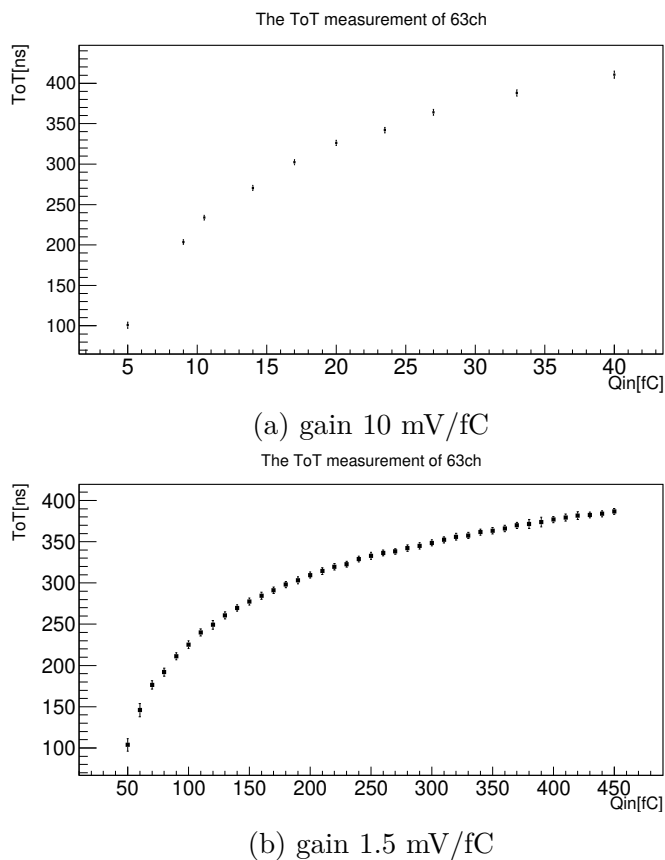 The ToT measurement of 63ch
ToT[ns]
400
350
300
250
200
150
100
5 10 15 20 25 30 35 40
Qin[fC]
(a) gain 10 mV/fC
The ToT measurement of 63ch
ToT[ns]
400
350
300
250
200
150
100
50 100 150 200 250 300 350 400 450
Qin[fC]
(b) gain 1.5 mV/fC